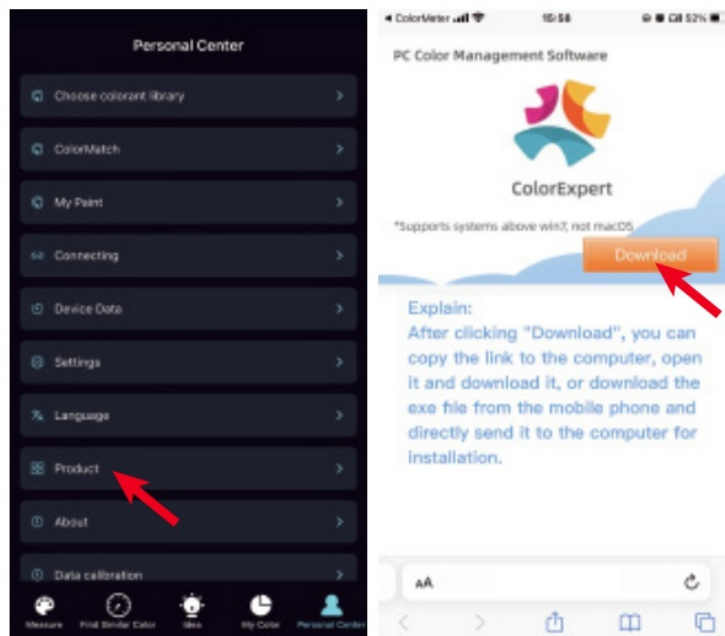 Personal Center
Choose colorant library
ColorMatch
My Paint
Connecting
Device Data
Settings
Language
Product
About
Data calibration
Measure
Find Similar Color
Idea
My Color
Personal Center
ColorMeter
15:58
52%
PC Color Management Software
ColorExpert
*Supports systems above win7, not macOS
Download
Explain:
After clicking "Download", you can
copy the link to the computer, open
it and download it, or download the
exe file from the mobile phone and
directly send it to the computer for
installation.
AA